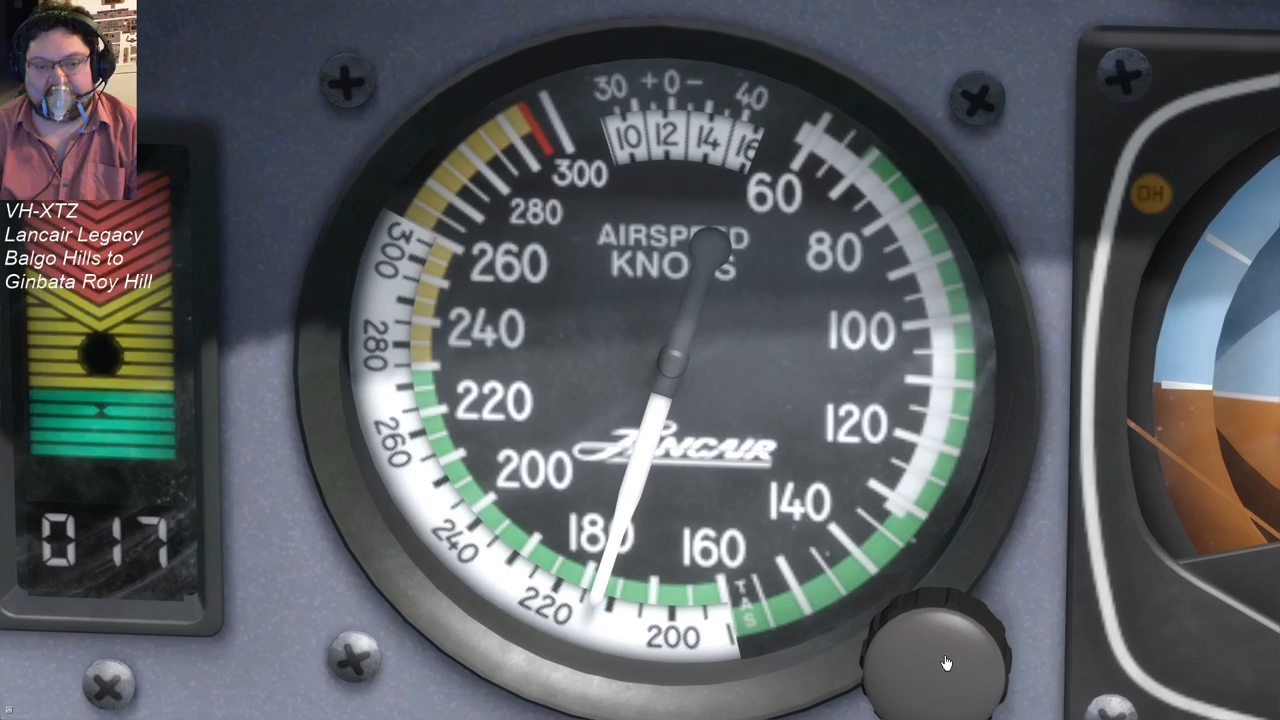 VH-XTZ
Lancair Legacy
Balgo Hills to
Ginbata Roy Hill
30 +0- 40
10 12 14 16
300
60
280
AIRSPEED
KNOTS
80
260
300
240
100
280
220
120
260
LANCAIR
200
140
240
180
160
017
220
TAS
200
DH